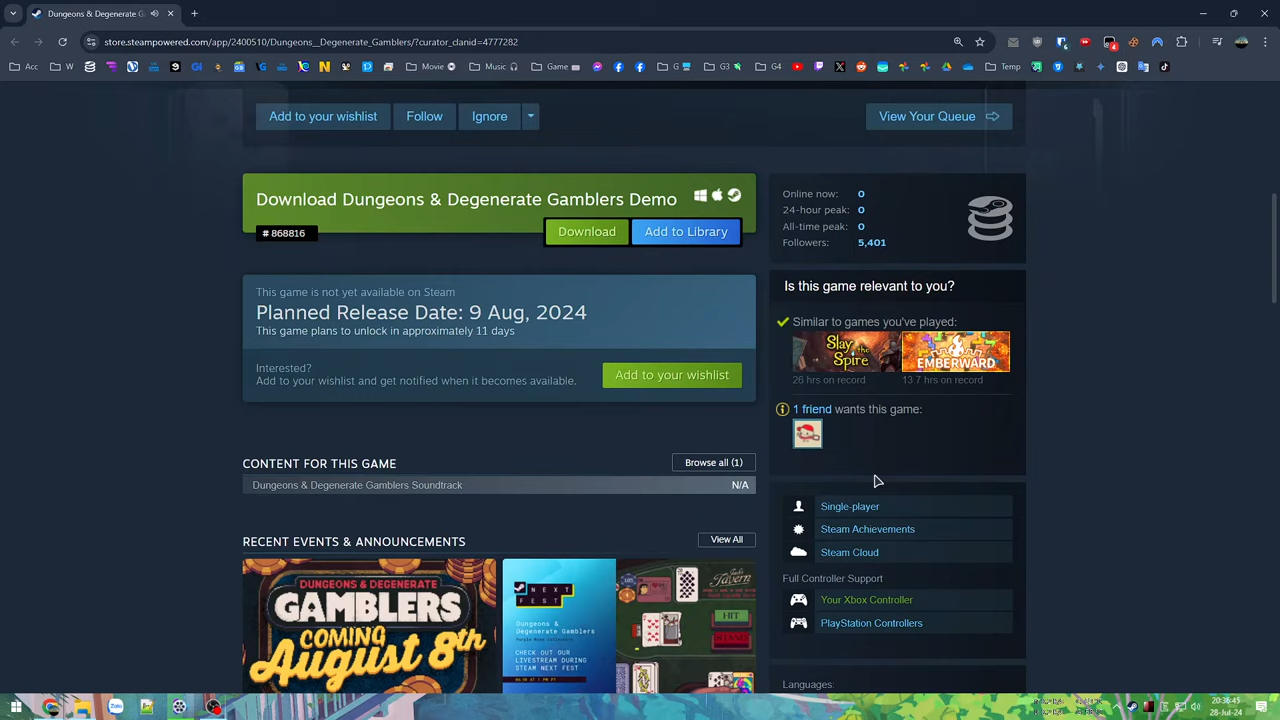 Dungeons & Degenerate G
store.steampowered.com/app/2400510/Dungeons__Degenerate_Gamblers/?curator_clanid=4777282
Acc
W
Movie
Music
Game
G
G3
G4
Temp
Add to your wishlist
Follow
Ignore
View Your Queue
Download Dungeons & Degenerate Gamblers Demo
# 868816
Download
Add to Library
Online now: 0
24-hour peak: 0
All-time peak: 0
Followers: 5,401
This game is not yet available on Steam
Planned Release Date: 9 Aug, 2024
This game plans to unlock in approximately 11 days
Interested?
Add to your wishlist and get notified when it becomes available.
Add to your wishlist
Is this game relevant to you?
Similar to games you've played:
Slay the Spire
EMBERWARD
26 hrs on record
13.7 hrs on record
1 friend wants this game:
CONTENT FOR THIS GAME
Browse all (1)
Dungeons & Degenerate Gamblers Soundtrack
N/A
RECENT EVENTS & ANNOUNCEMENTS
View All
DUNGEONS & DEGENERATE
GAMBLERS
COMING
August 8th
NEXT
FEST
Dungeons &
Degenerate Gamblers
CHECK OUT OUR
LIVESTREAM DURING
STEAM NEXT FEST
Tavern
HIT
STAND
Single-player
Steam Achievements
Steam Cloud
Full Controller Support
Your Xbox Controller
PlayStation Controllers
Languages:
Zalo
20:36:45
28-Jul-24